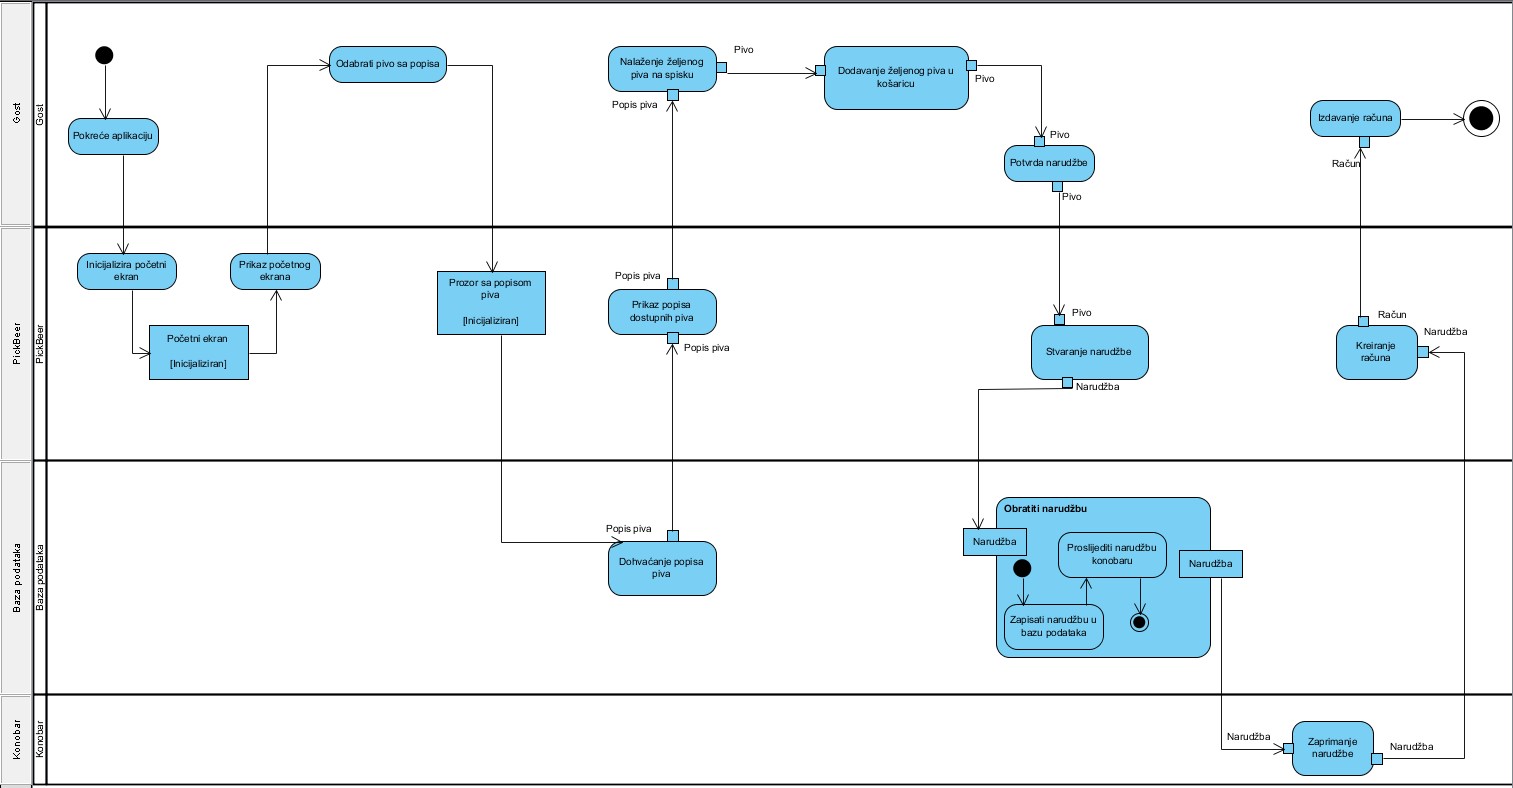 Gost
Gost
Pokreće aplikaciju
Odabrati pivo sa popisa
Nalaženje željenog
piva na spisku
Pivo
Popis piva
Dodavanje željenog piva u
košaricu
Pivo
Pivo
Potvrda narudžbe
Pivo
Izdavanje računa
Račun
PickBeer
PickBeer
Inicijalizira početni
ekran
Prikaz početnog
ekrana
Početni ekran
[Inicijaliziran]
Prozor sa popisom
piva
[Inicijaliziran]
Popis piva
Prikaz popisa
dostupnih piva
Popis piva
Pivo
Stvaranje narudžbe
Narudžba
Račun
Narudžba
Kreiranje
računa
Baza podataka
Baza podataka
Popis piva
Dohvaćanje popisa
piva
Obratiti narudžbu
Narudžba
Proslijediti narudžbu
konobaru
Narudžba
Zapisati narudžbu u
bazu podataka
Konobar
Konobar
Narudžba
Zaprimanje
narudžbe
Narudžba